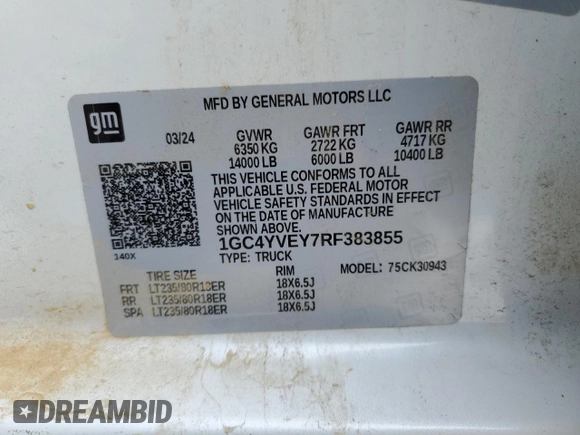 gm
MFD BY GENERAL MOTORS LLC
03/24 GVWR GAWR FRT GAWR RR
6350 KG 2722 KG 4717 KG
14000 LB 6000 LB 10400 LB
THIS VEHICLE CONFORMS TO ALL
APPLICABLE U.S. FEDERAL MOTOR
VEHICLE SAFETY STANDARDS IN EFFECT
ON THE DATE OF MANUFACTURE
SHOWN ABOVE.
1GC4YVEY7RF383855
140X
TYPE: TRUCK
MODEL: 75CK30943
TIRE SIZE RIM
FRT LT235/80R18ER 18X6.5J
RR LT235/80R18ER 18X6.5J
SPA LT235/80R18ER 18X6.5J
DREAMBID